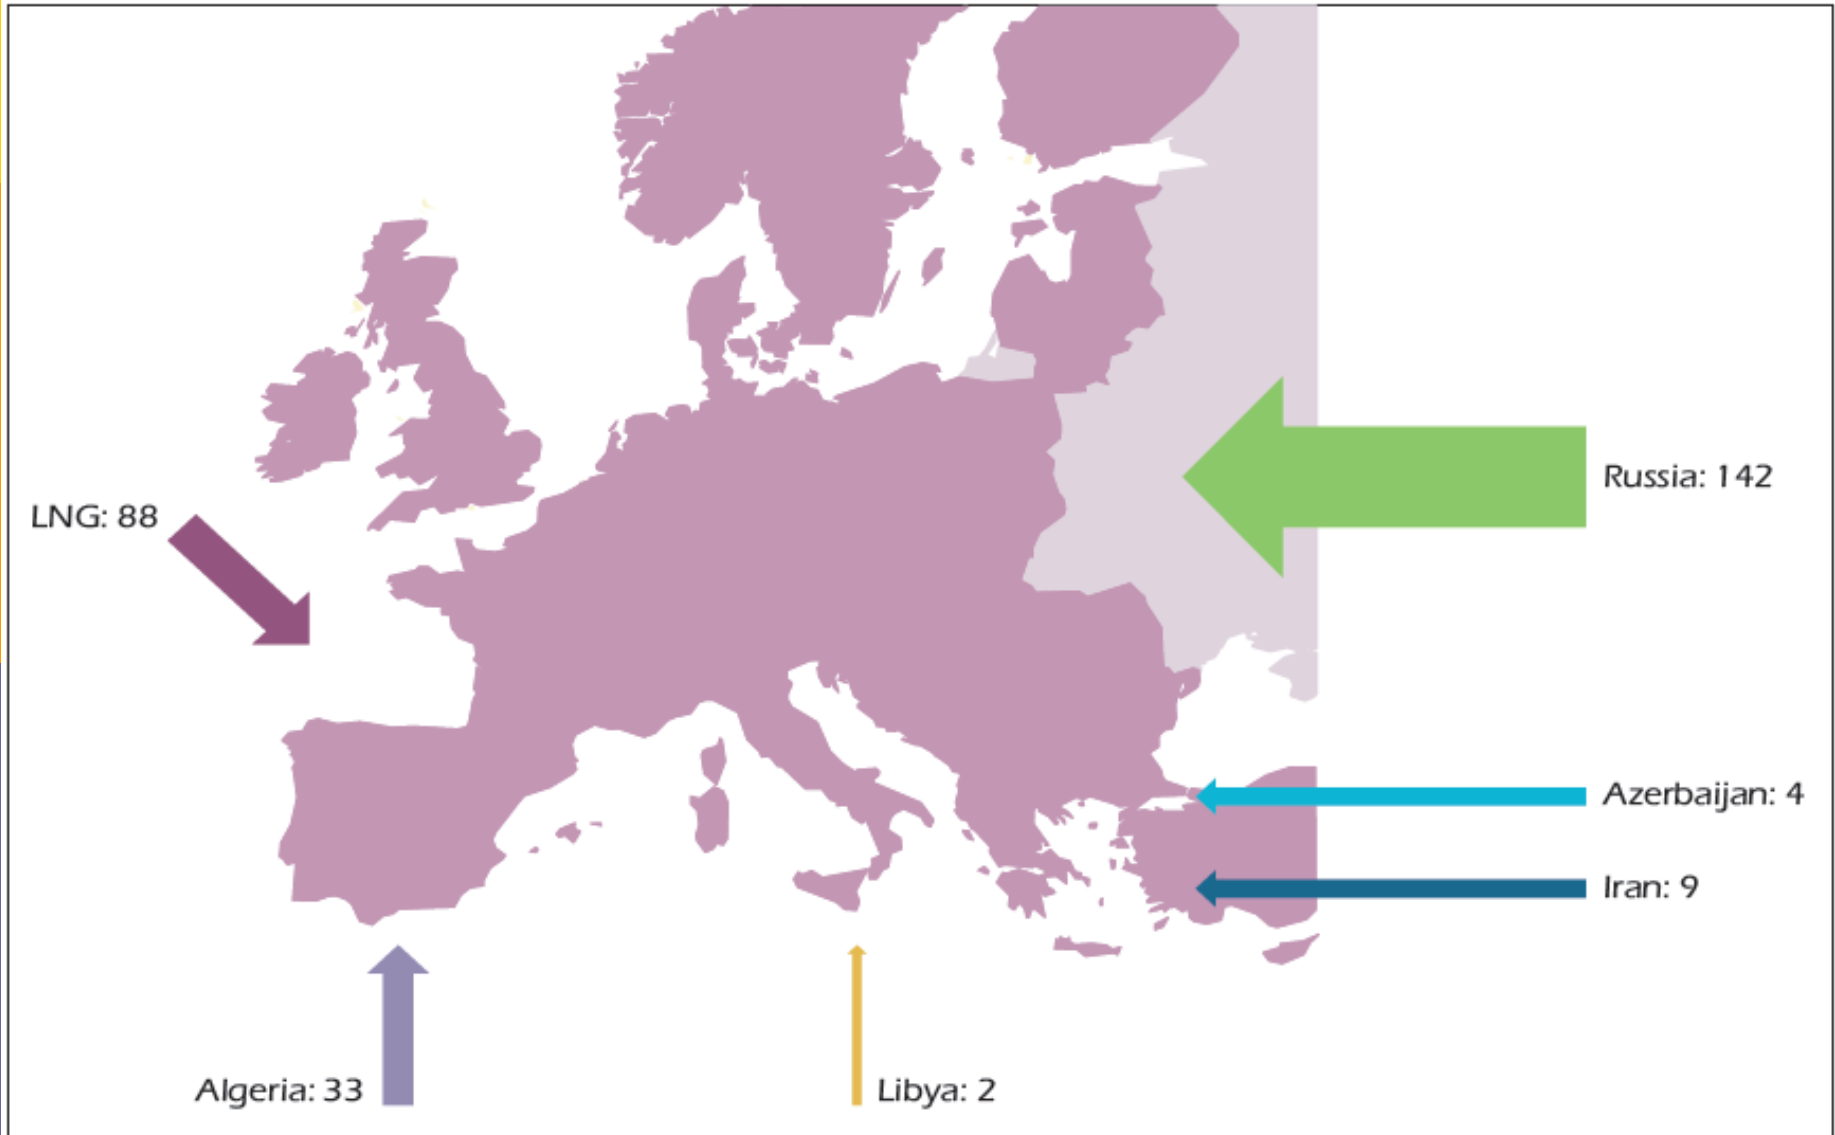 Russia: 142
LNG: 88
Azerbaijan: 4
Iran: 9
Algeria: 33
Libya: 2